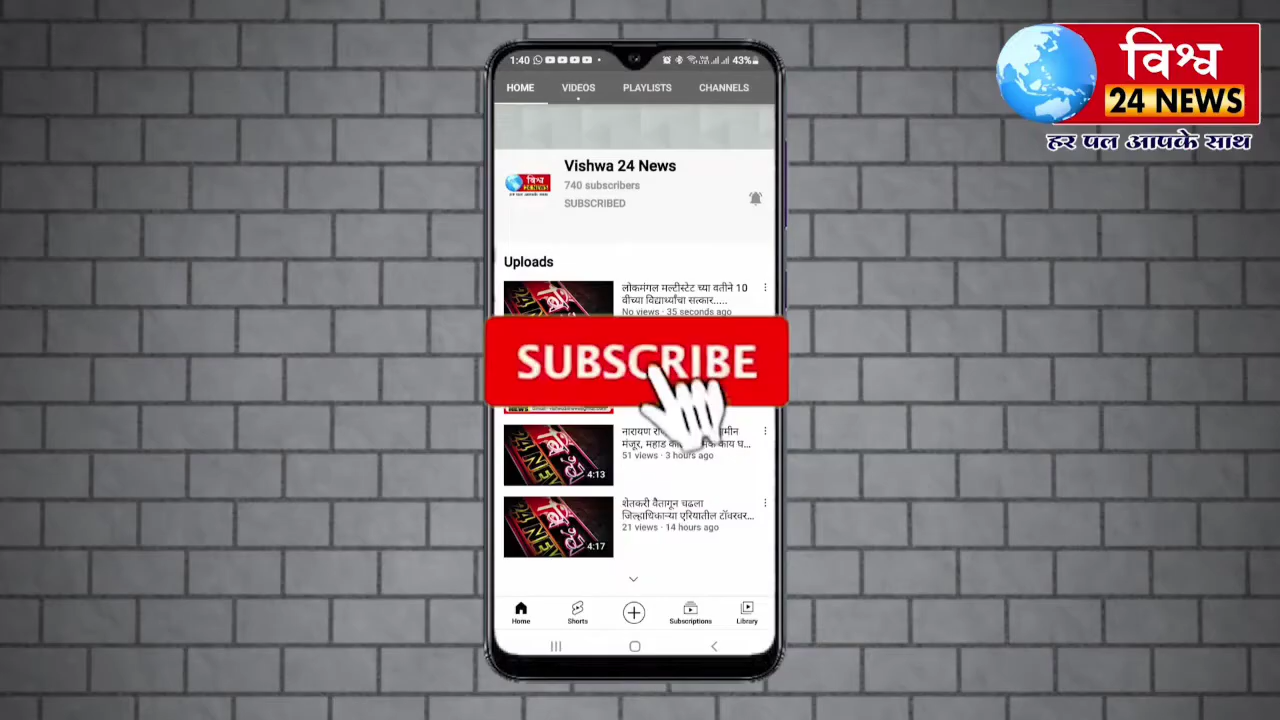 विश्व
24 NEWS
हर पल आपके साथ
1:40
43%
HOME VIDEOS PLAYLISTS CHANNELS
Vishwa 24 News
740 subscribers
SUBSCRIBED
Uploads
लोकमंगल मल्टीस्टेट च्या वतीने 10
वीच्या विद्यार्थ्यांचा सत्कार.....
No views · 35 seconds ago
SUBSCRIBE
नारायण
मंजूर, महाड
51 views · 3 hours ago
4:13
शेतकरी वैतागून चढला
जिल्हाधिकाऱ्या एरियातील टॉवरवर...
21 views · 14 hours ago
4:17
Home Shorts Subscriptions Library